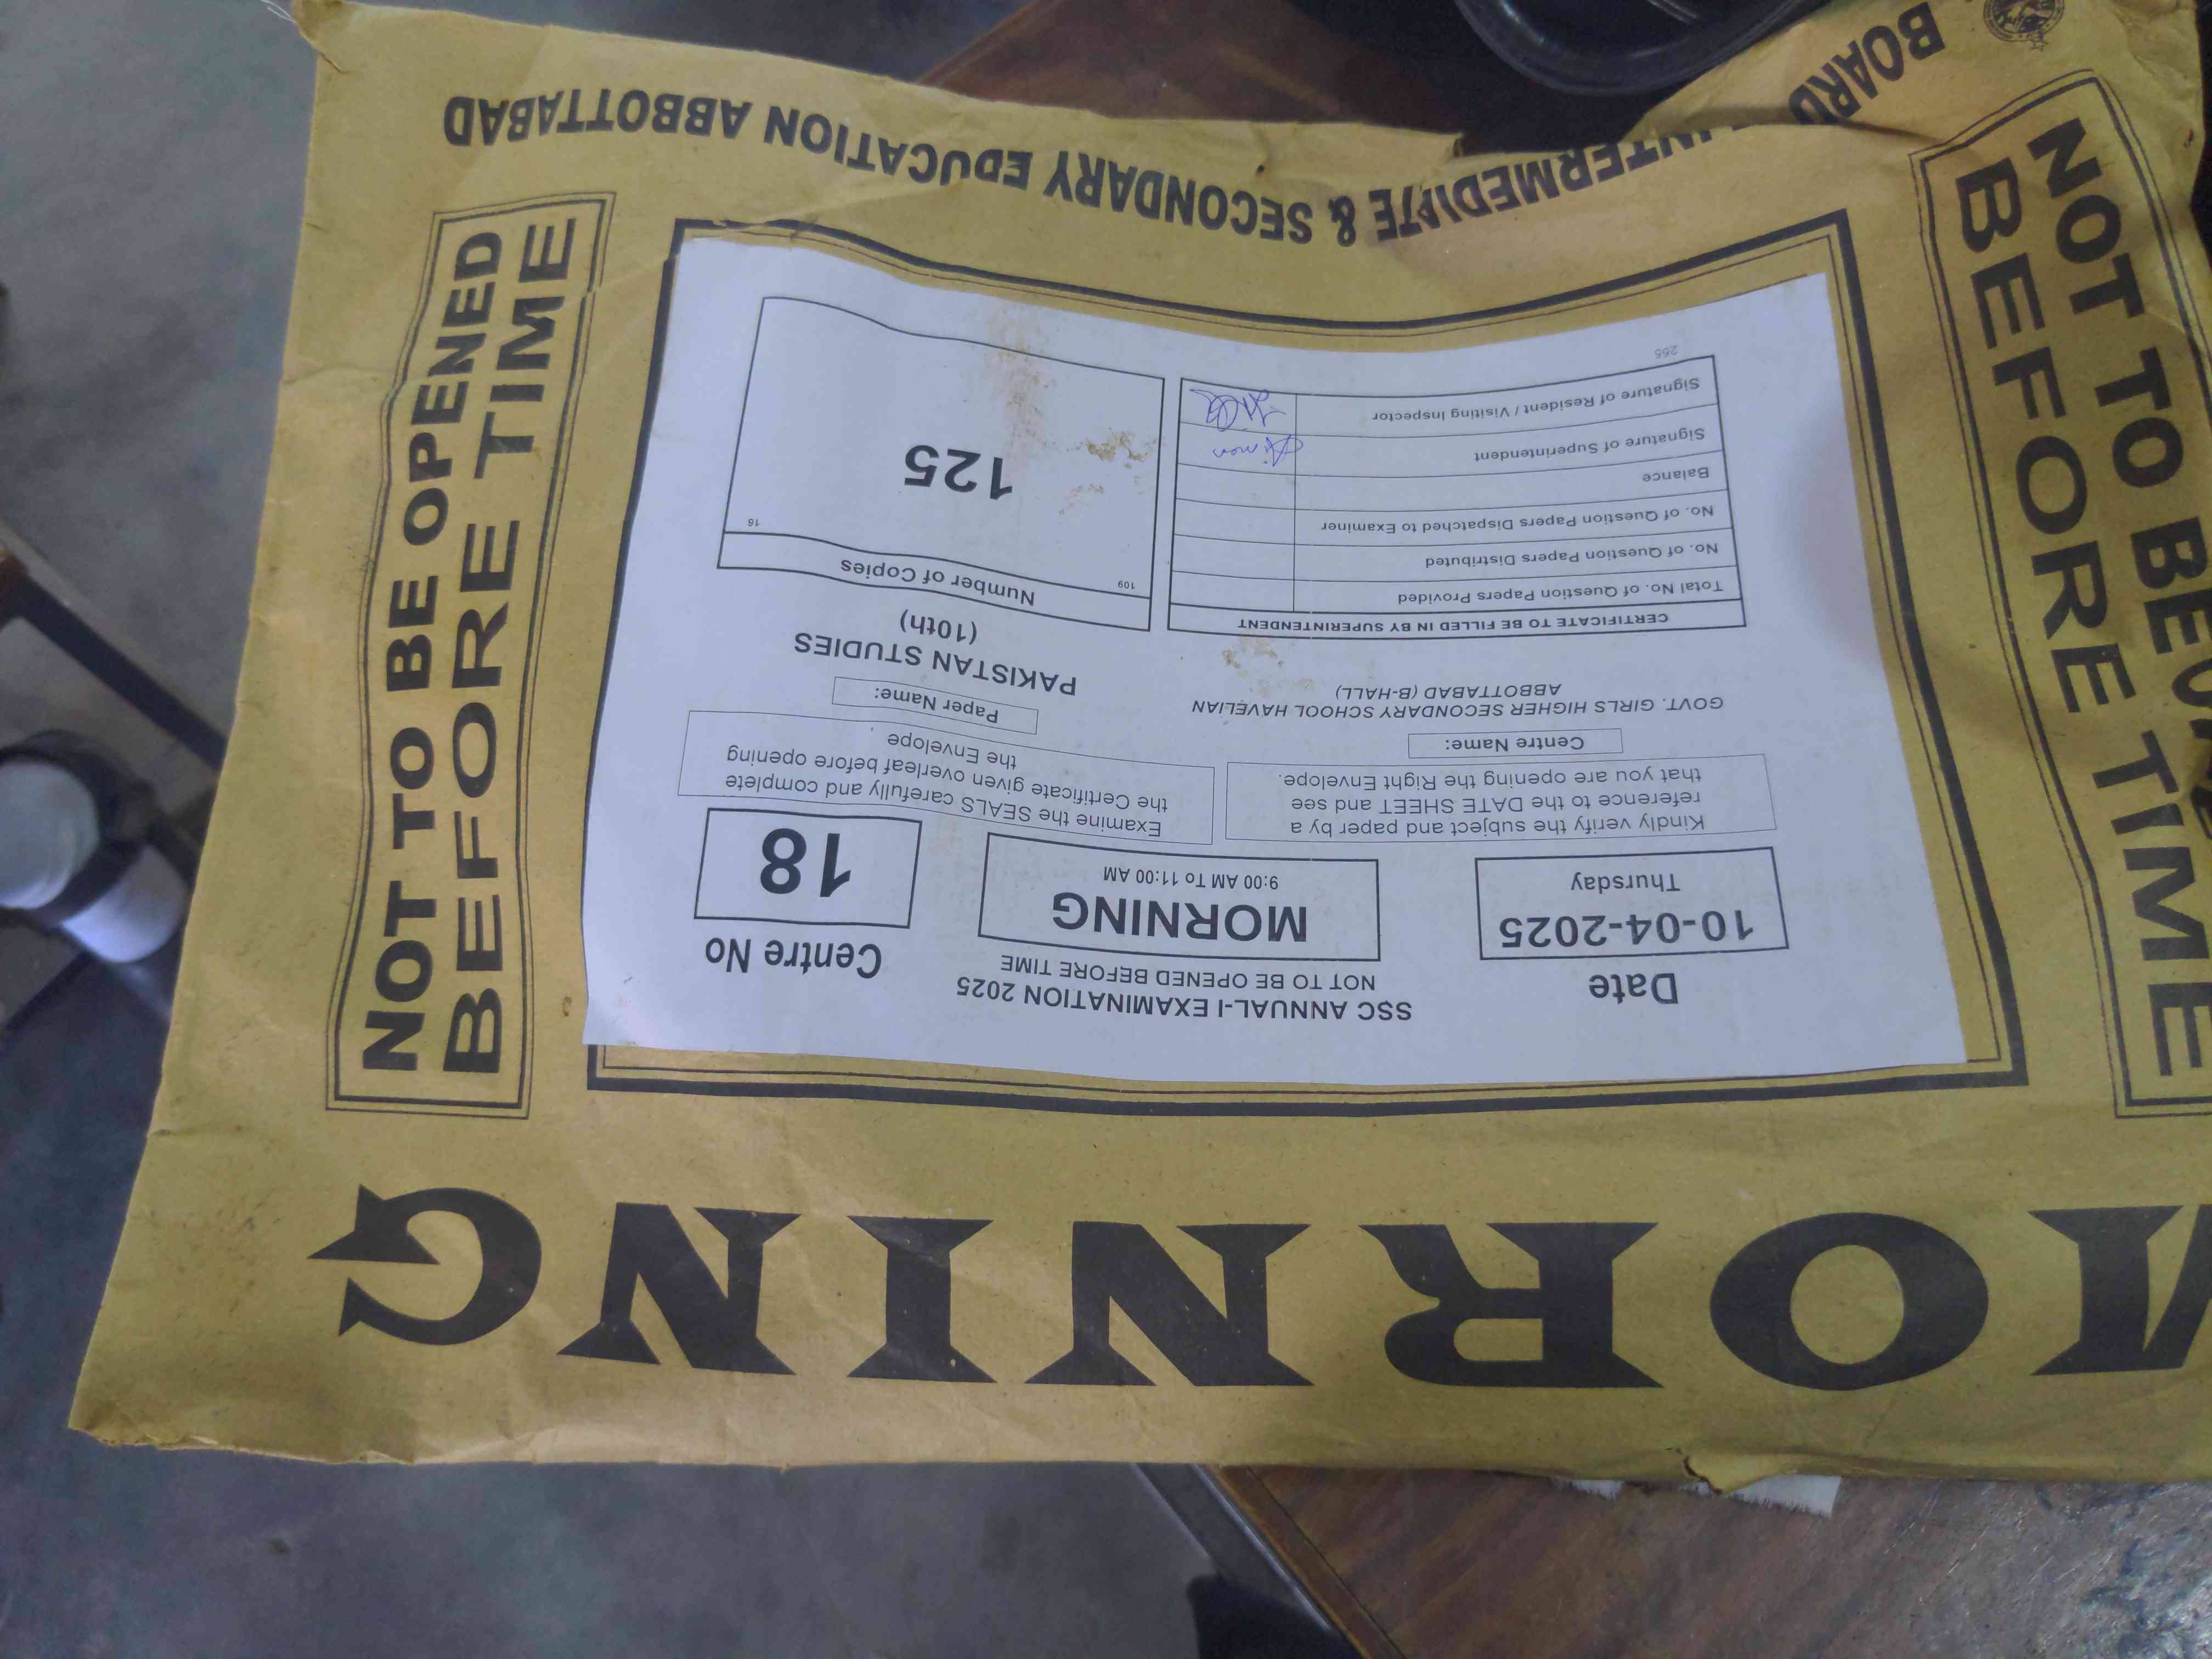 BOARD INTERMEDIATE & SECONDARY EDUCATION ABBOTTABAD
NOT TO BE OPENED
BEFORE TIME
MORNING
SSC ANNUAL-I EXAMINATION 2025
NOT TO BE OPENED BEFORE TIME
Date
10-04-2025
Thursday
MORNING
9:00 AM To 11:00 AM
Centre No
18
Kindly verify the subject and paper by a
reference to the DATE SHEET and see
that you are opening the Right Envelope.
Examine the SEALS carefully and complete
the Certificate given overleaf before opening
the Envelope
Centre Name:
GOVT. GIRLS HIGHER SECONDARY SCHOOL HAVELIAN
ABBOTTABAD (B-HALL)
Paper Name:
PAKISTAN STUDIES
(10th)
CERTIFICATE TO BE FILLED IN BY SUPERINTENDENT
Total No. of Question Papers Provided
No. of Question Papers Distributed
No. of Question Papers Dispatched to Examiner
Balance
Signature of Superintendent
Signature of Resident / Visiting Inspector
265
Number of Copies
109
16
125
NOT TO BE OPENED
BEFORE TIME